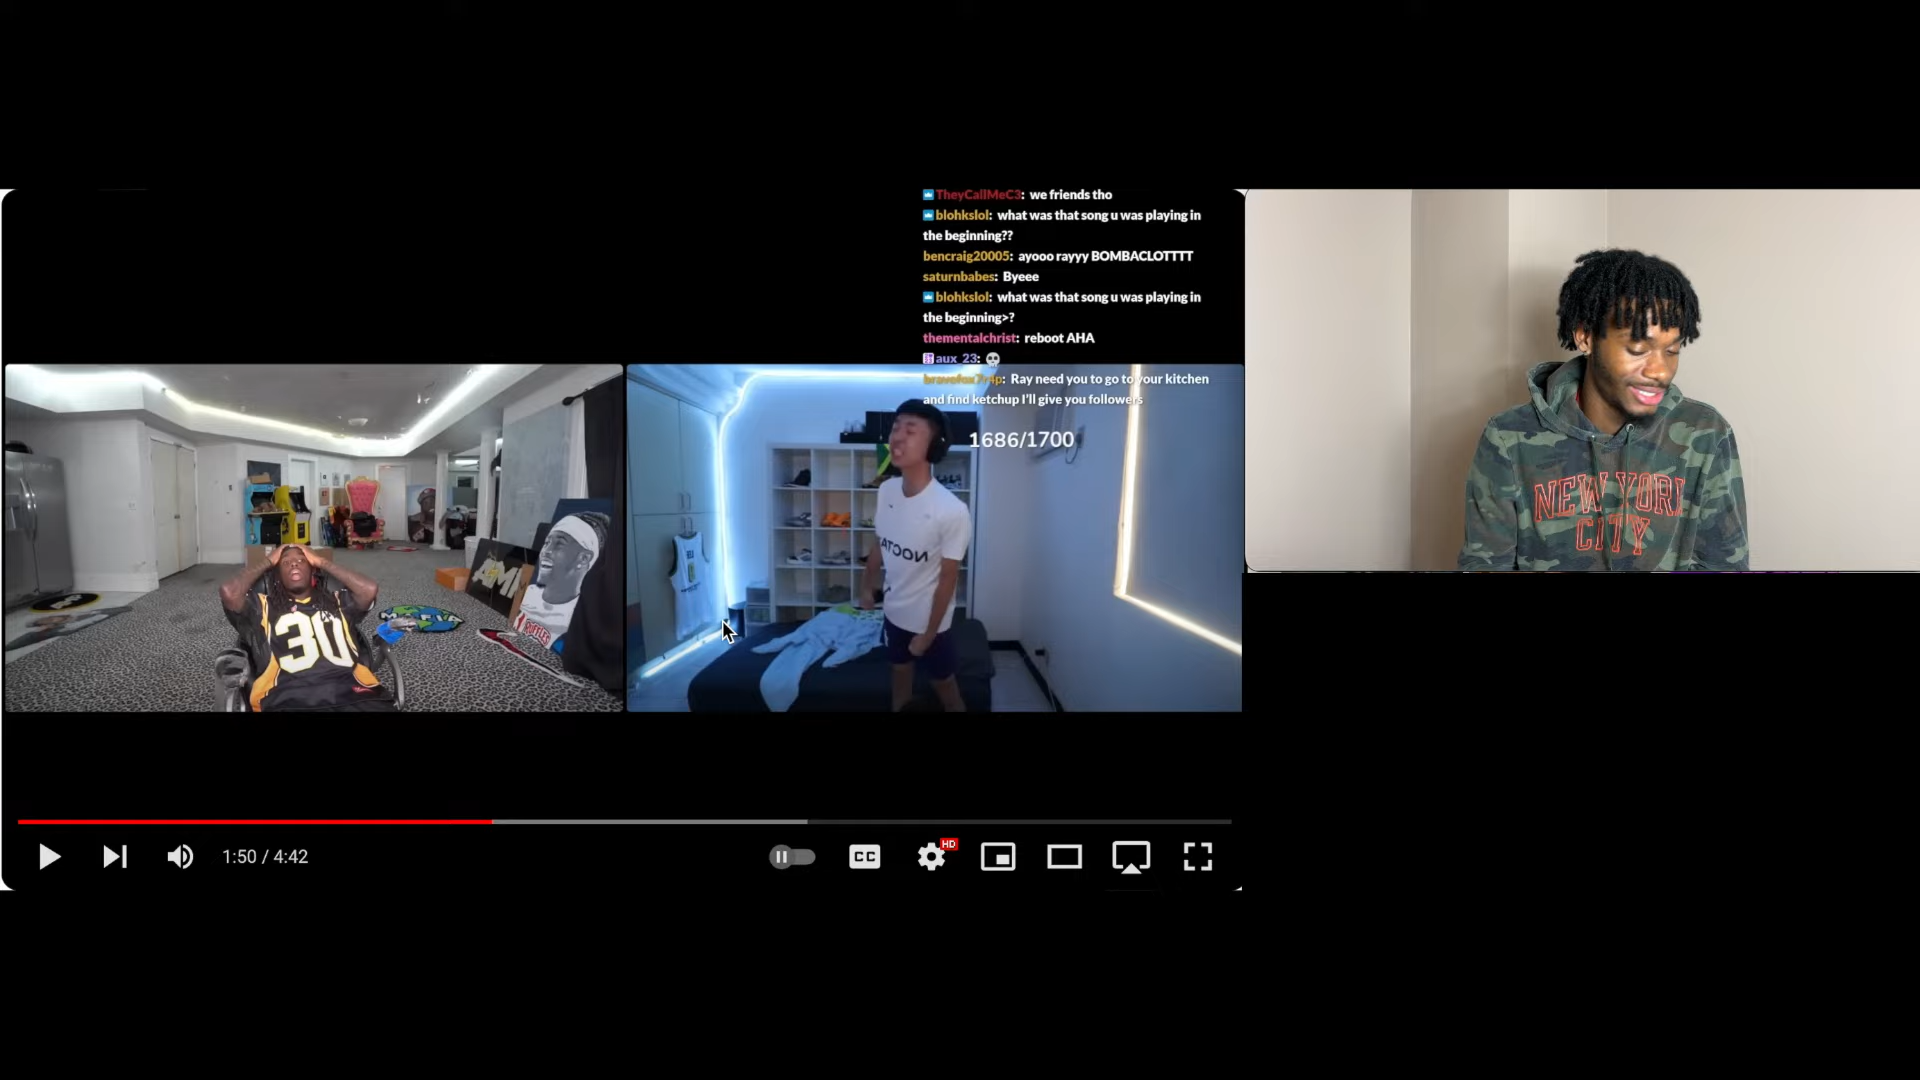 TheyCallMeC3: we friends tho
blohkslol: what was that song u was playing in
the beginning??
bencraig20005: ayooo rayyy BOMBACLOTTTT
saturnbabes: Byeee
blohkslol: what was that song u was playing in
the beginning>?
thementalchrist: reboot AHA
aux_23: 💀
bravefox7r4p: Ray need you to go to your kitchen
and find ketchup I'll give you followers
1686/1700
NOCTA
30
MAFIA
NEW YORK
CITY
1:50 / 4:42
CC
HD